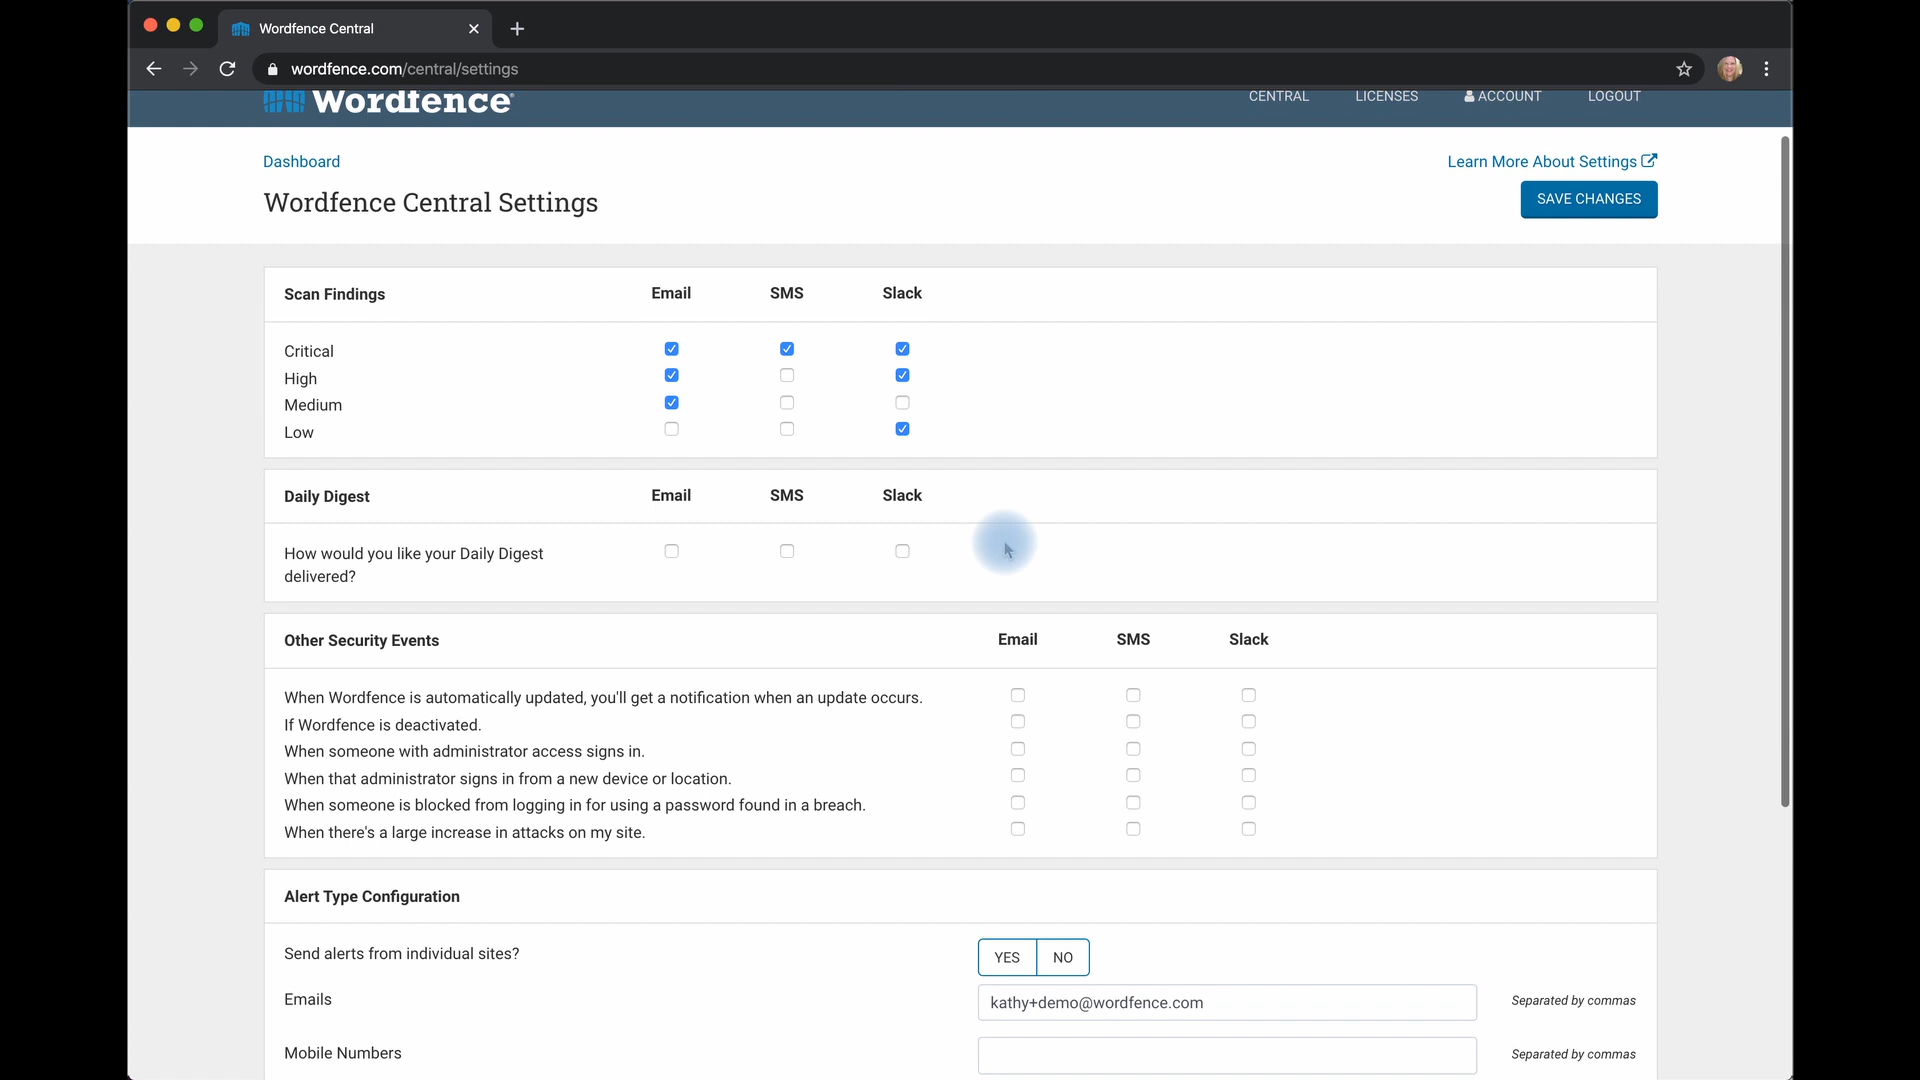 Wordfence Central
wordfence.com/central/settings
Wordfence®
CENTRAL LICENSES ACCOUNT LOGOUT
Dashboard
Learn More About Settings
Wordfence Central Settings
SAVE CHANGES
Scan Findings Email SMS Slack
Critical
High
Medium
Low
Daily Digest Email SMS Slack
How would you like your Daily Digest
delivered?
Other Security Events Email SMS Slack
When Wordfence is automatically updated, you'll get a notification when an update occurs.
If Wordfence is deactivated.
When someone with administrator access signs in.
When that administrator signs in from a new device or location.
When someone is blocked from logging in for using a password found in a breach.
When there's a large increase in attacks on my site.
Alert Type Configuration
Send alerts from individual sites? YES NO
Emails kathy+demo@wordfence.com Separated by commas
Mobile Numbers Separated by commas